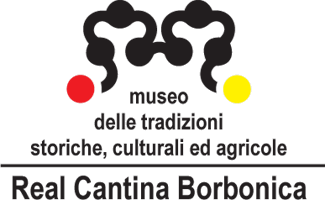 museo
delle tradizioni
storiche, culturali ed agricole
Real Cantina Borbonica